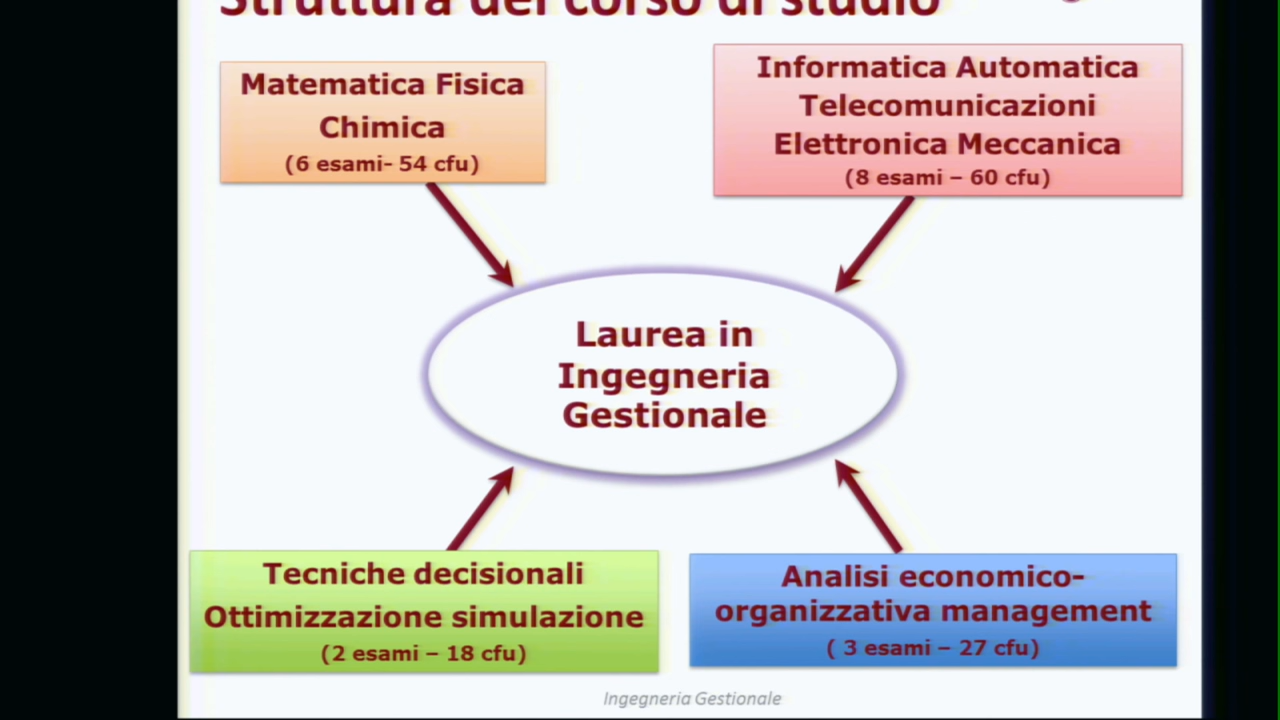 Struttura del corso di studio
Matematica Fisica
Chimica
(6 esami- 54 cfu)
Informatica Automatica
Telecomunicazioni
Elettronica Meccanica
(8 esami – 60 cfu)
Laurea in
Ingegneria
Gestionale
Tecniche decisionali
Ottimizzazione simulazione
(2 esami – 18 cfu)
Analisi economico-
organizzativa management
( 3 esami – 27 cfu)
Ingegneria Gestionale